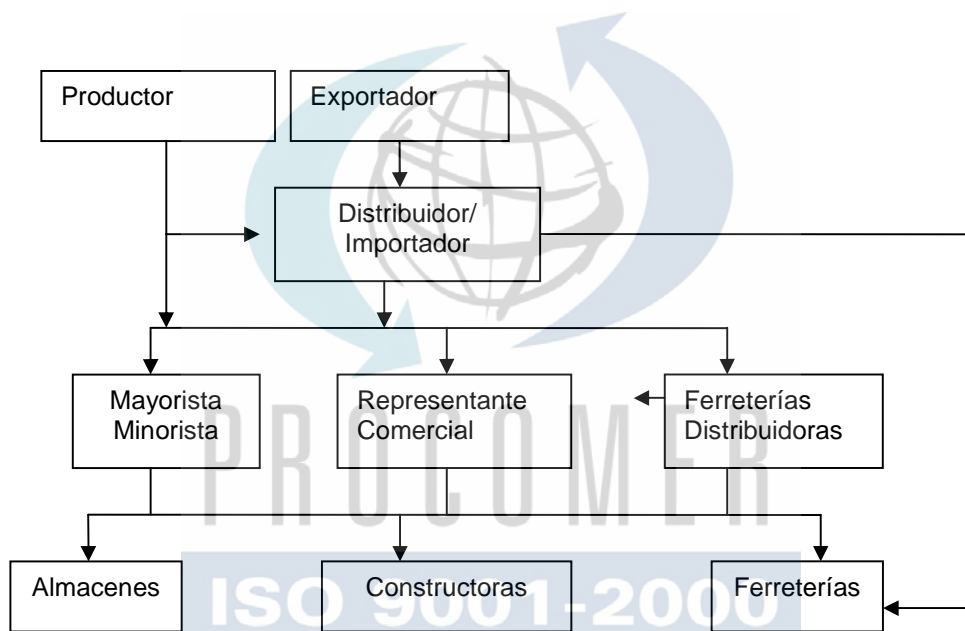 Productor
Exportador
Distribuidor/
Importador
Mayorista
Minorista
Representante
Comercial
Ferreterías
Distribuidoras
PROCOMER
Almacenes
Constructoras
Ferreterías
ISO 9001-2000